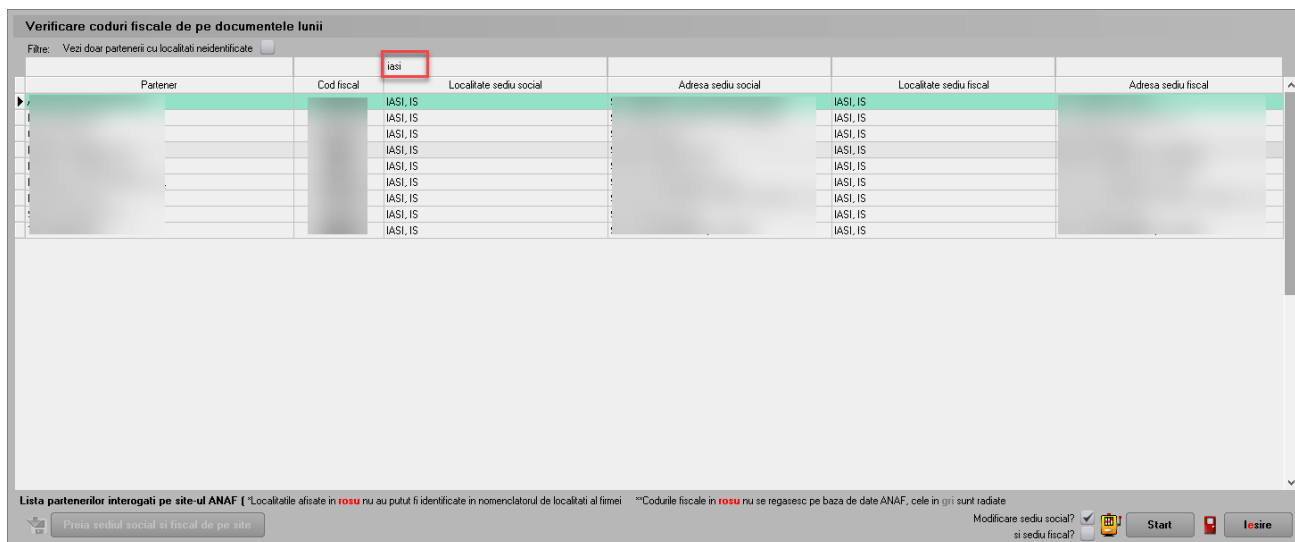 Verificare coduri fiscale de pe documentele lunii
Filtre: Vezi doar partenerii cu localitati neidentificate
iasi
Partener Cod fiscal Localitate sediu social Adresa sediu social Localitate sediu fiscal Adresa sediu fiscal
IASI, IS IASI, IS
IASI, IS IASI, IS
IASI, IS IASI, IS
IASI, IS IASI, IS
IASI, IS IASI, IS
IASI, IS IASI, IS
IASI, IS IASI, IS
IASI, IS IASI, IS
IASI, IS IASI, IS
Lista partenerilor interogati pe site-ul ANAF ( *Localitatile afisate in rosu nu au putut fi identificate in nomenclatorul de localitati al firmei **Codurile fiscale in rosu nu se regasesc pe baza de date ANAF, cele in gri sunt radiate
Preia sediul social si fiscal de pe site Modificare sediu social? Start Iesire
si sediu fiscal?